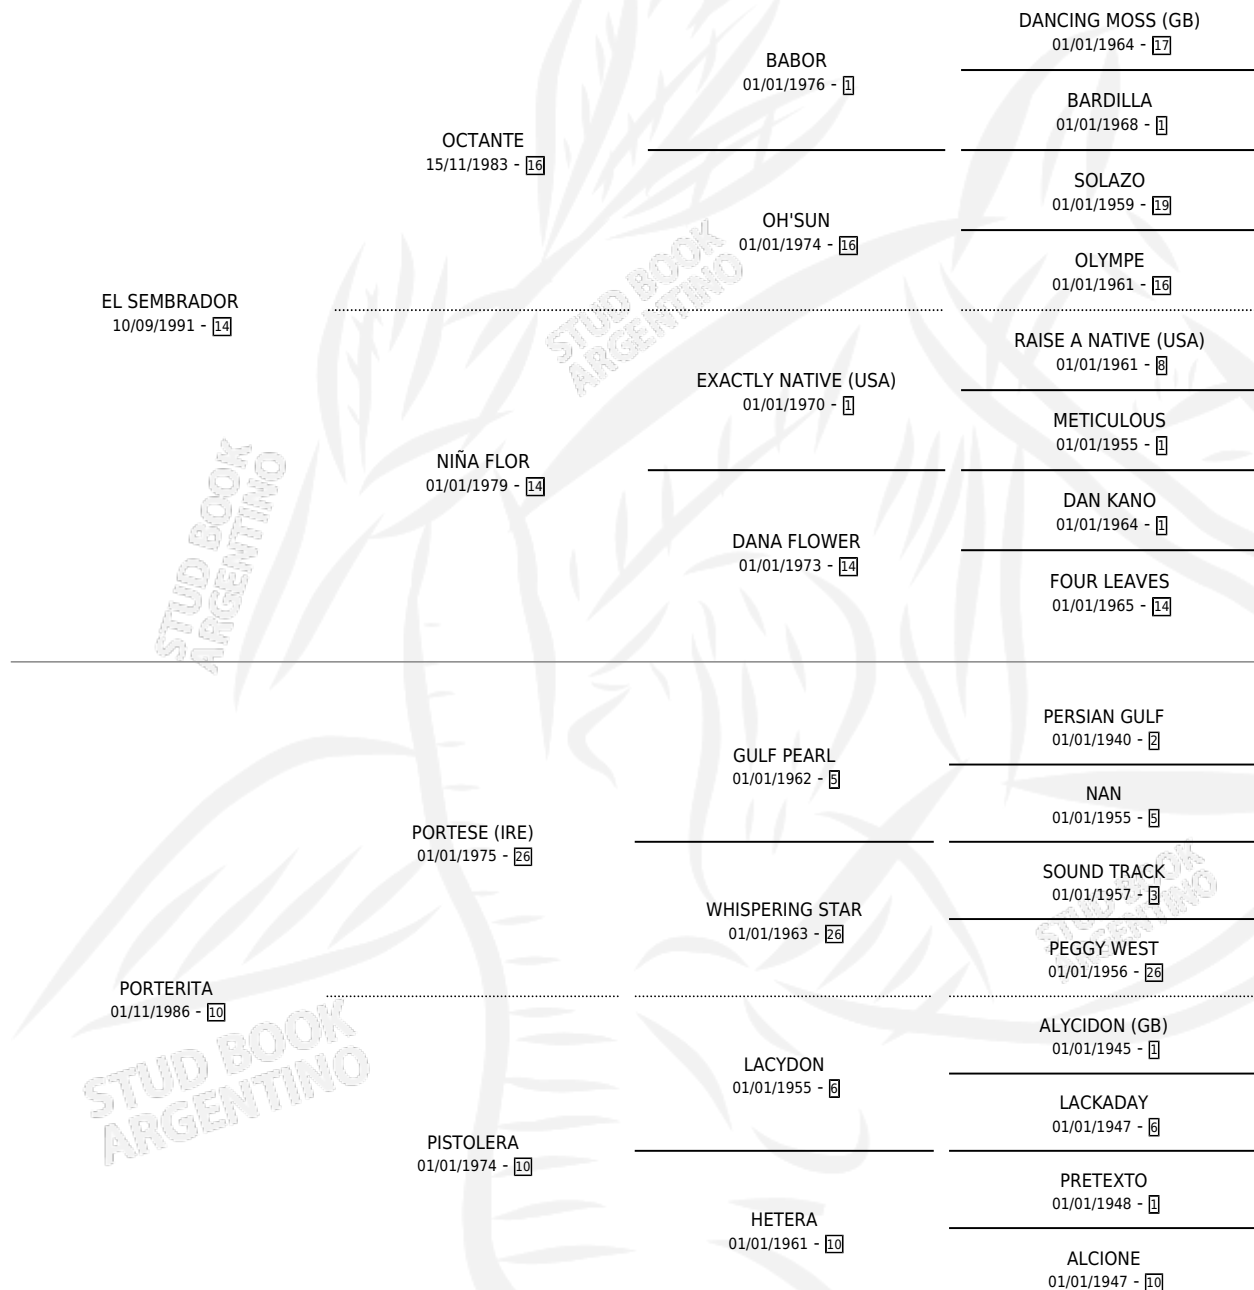 DANCING MOSS (GB)
01/01/1964 - 17
BABOR
01/01/1976 - 1
BARDILLA
01/01/1968 - 1
OCTANTE
15/11/1983 - 16
SOLAZO
01/01/1959 - 19
OH'SUN
01/01/1974 - 16
OLYMPE
01/01/1961 - 16
EL SEMBRADOR
10/09/1991 - 14
RAISE A NATIVE (USA)
01/01/1961 - 8
EXACTLY NATIVE (USA)
01/01/1970 - 1
METICULOUS
01/01/1955 - 1
NIÑA FLOR
01/01/1979 - 14
DAN KANO
01/01/1964 - 1
DANA FLOWER
01/01/1973 - 14
FOUR LEAVES
01/01/1965 - 14
PERSIAN GULF
01/01/1940 - 2
GULF PEARL
01/01/1962 - 5
NAN
01/01/1955 - 5
PORTESE (IRE)
01/01/1975 - 26
SOUND TRACK
01/01/1957 - 3
WHISPERING STAR
01/01/1963 - 26
PEGGY WEST
01/01/1956 - 26
PORTERITA
01/11/1986 - 10
ALYCIDON (GB)
01/01/1945 - 1
LACYDON
01/01/1955 - 6
LACKADAY
01/01/1947 - 6
PISTOLERA
01/01/1974 - 10
PRETEXTO
01/01/1948 - 1
HETERA
01/01/1961 - 10
ALCIONE
01/01/1947 - 10
STUD BOOK
ARGENTINO
STUD BOOK
ARGENTINO
STUD BOOK
ARGENTINO
STUD BOOK
ARGENTINO